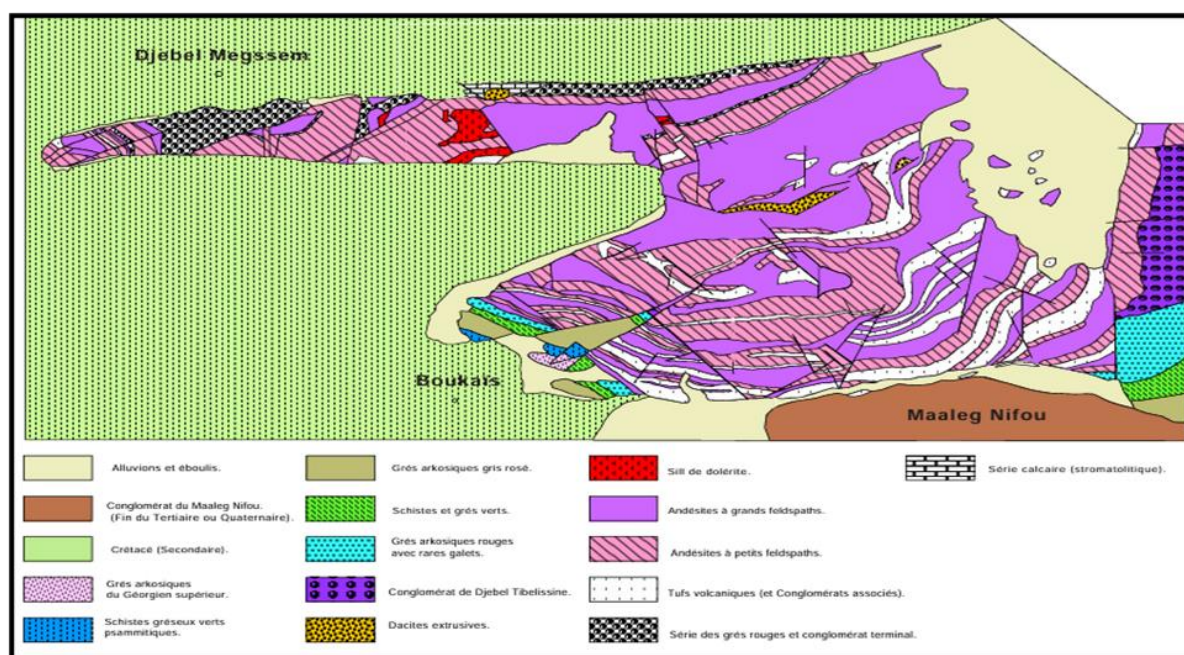 Djebel Megssem
Boukaïs
Maaleg Nifou
Alluvions et éboulis.
Conglomérat du Maaleg Nifou.
(Fin du Tertiaire ou Quaternaire).
Crétacé (Secondaire).
Grés arkosiques
du Géorgien supérieur.
Schistes gréseux verts
psammitiques.
Grés arkosiques gris rosé.
Schistes et grés verts.
Grés arkosiques rouges
avec rares galets.
Conglomérat de Djebel Tibelissine.
Dacites extrusives.
Sill de dolérite.
Andésites à grands feldspaths.
Andésites à petits feldspaths.
Tufs volcaniques (et Conglomérats associés).
Série des grés rouges et conglomérat terminal.
Série calcaire (stromatolitique).